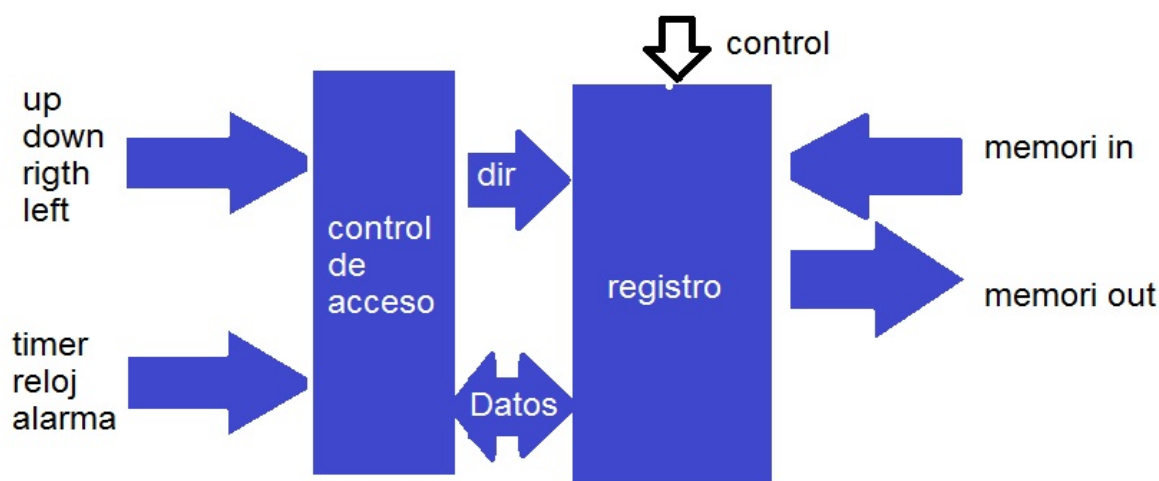 control
up
down
rigth
left
dir
memori in
control
de
acceso
registro
memori out
timer
reloj
alarma
Datos